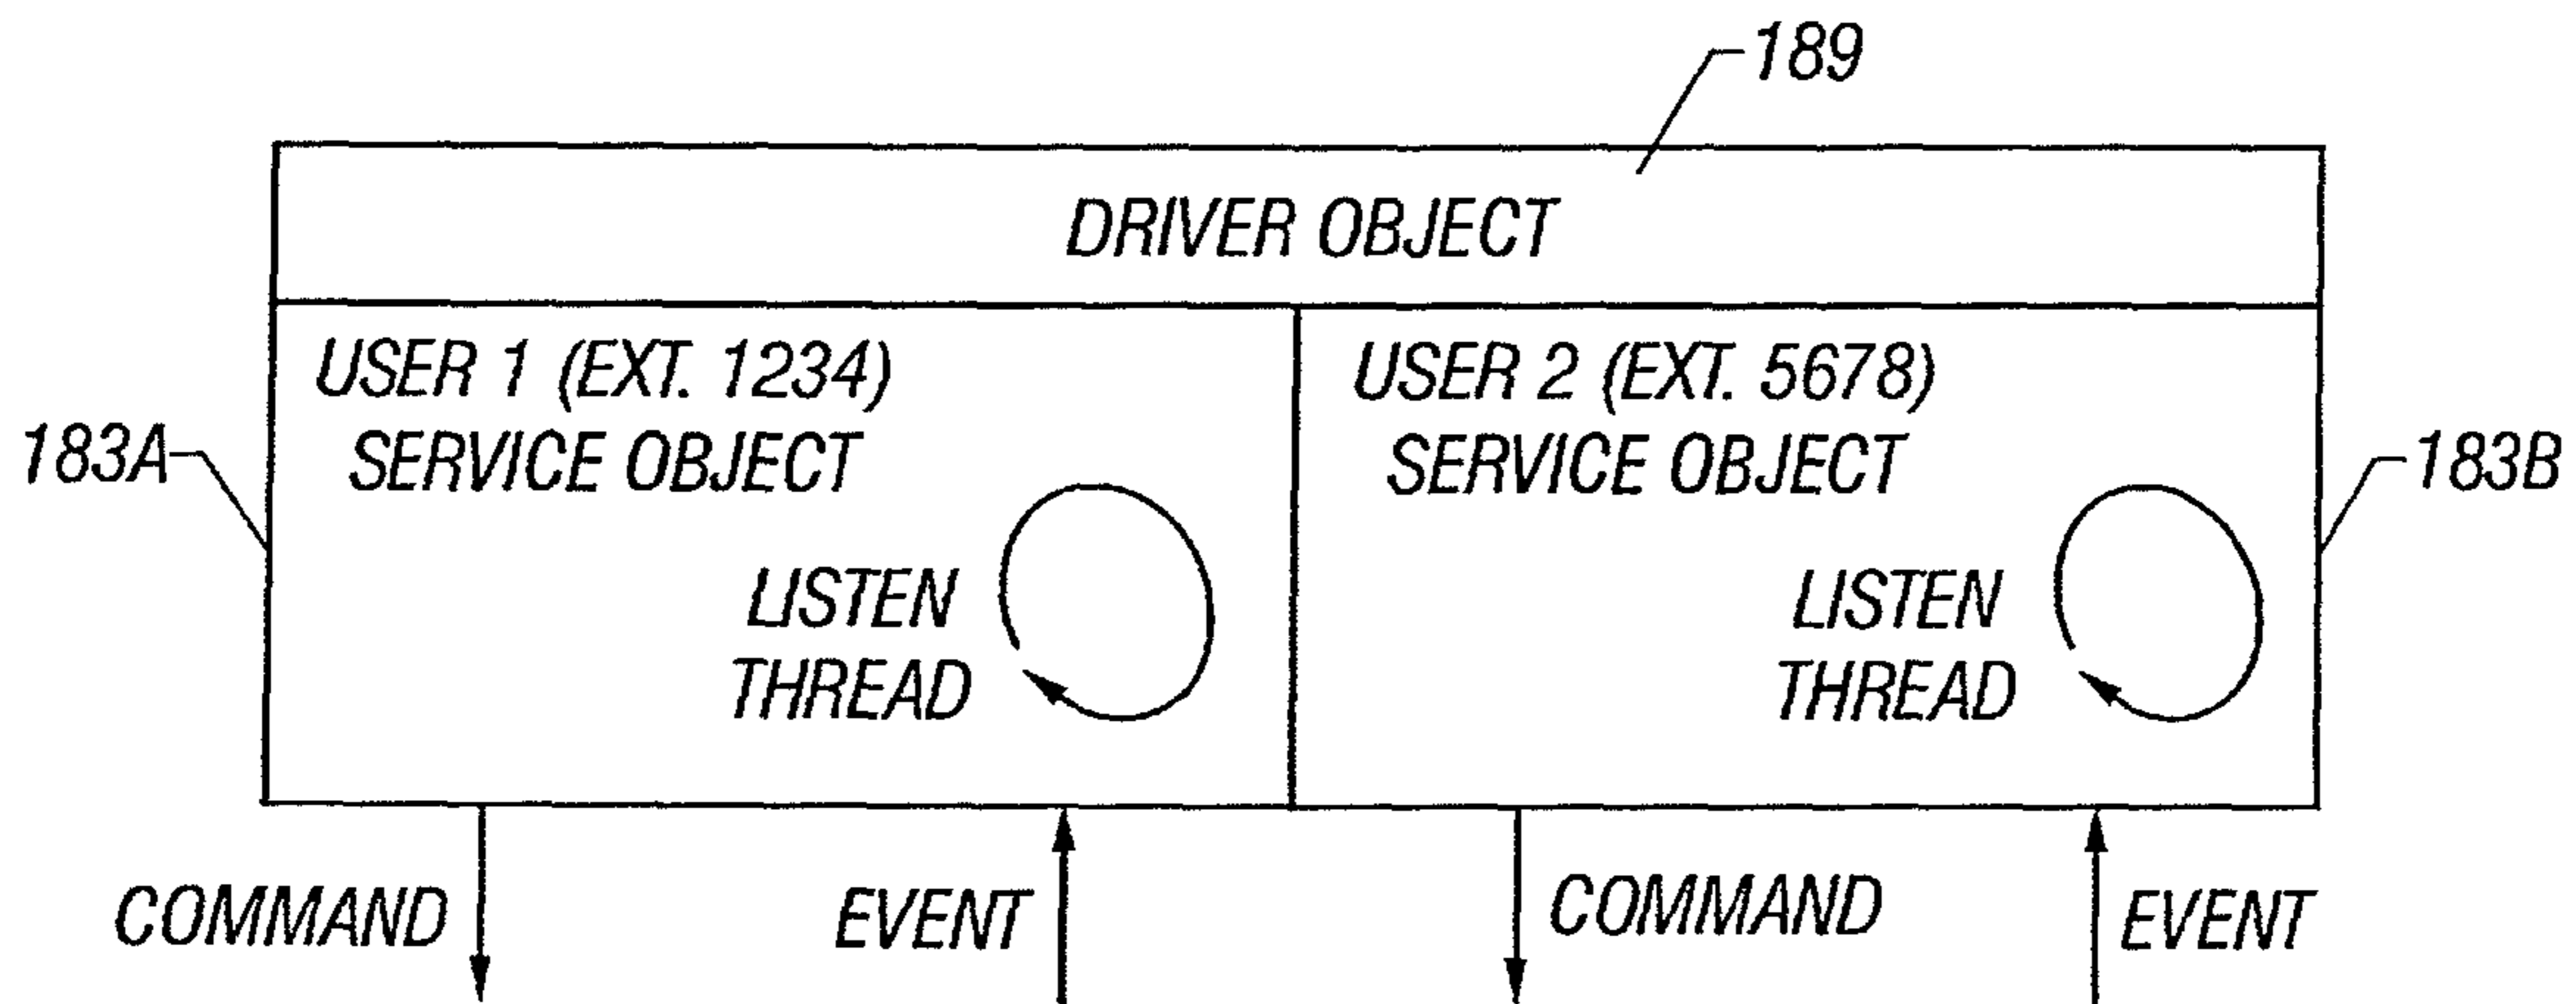 189
DRIVER OBJECT
USER 1 (EXT. 1234)
SERVICE OBJECT
USER 2 (EXT. 5678)
SERVICE OBJECT
183A
183B
LISTEN
THREAD
LISTEN
THREAD
COMMAND
EVENT
COMMAND
EVENT